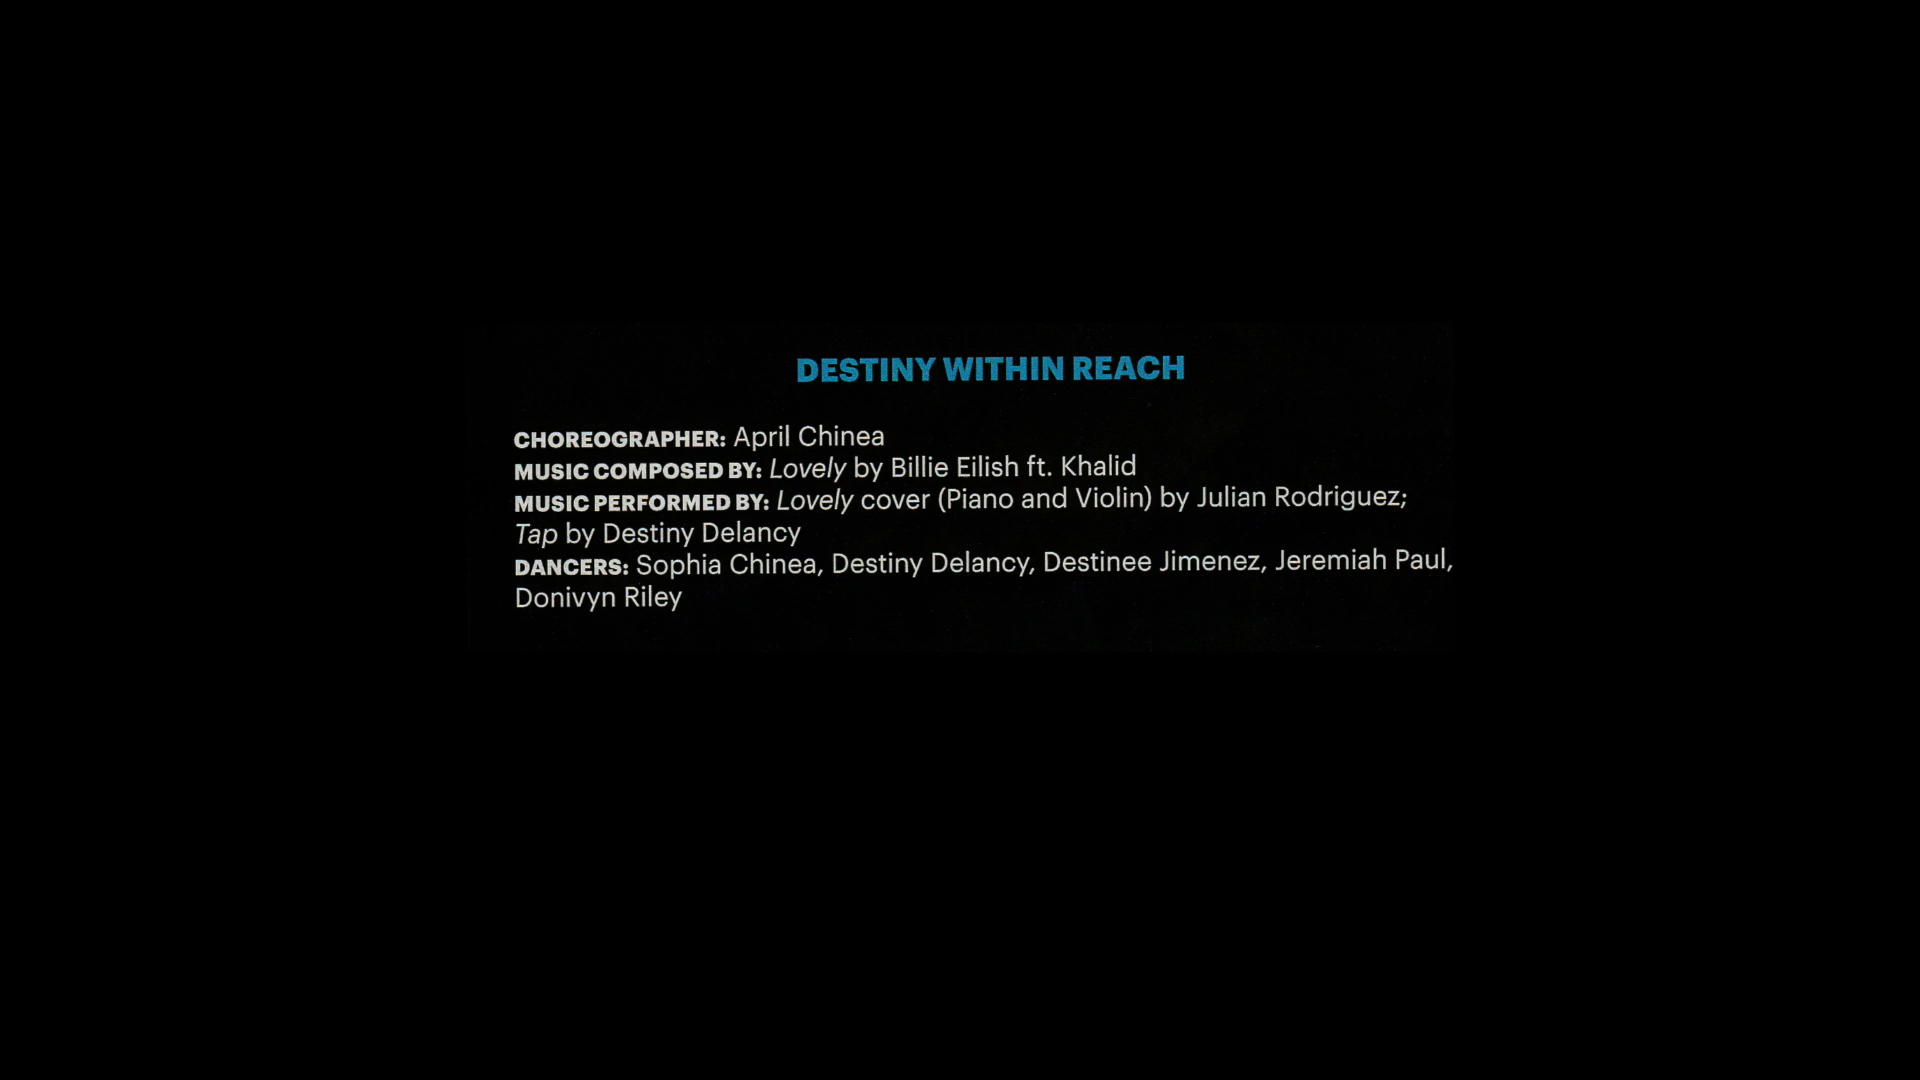 DESTINY WITHIN REACH
CHOREOGRAPHER: April Chinea
MUSIC COMPOSED BY: Lovely by Billie Eilish ft. Khalid
MUSIC PERFORMED BY: Lovely cover (Piano and Violin) by Julian Rodriguez;
Tap by Destiny Delancy
DANCERS: Sophia Chinea, Destiny Delancy, Destinee Jimenez, Jeremiah Paul,
Donivyn Riley